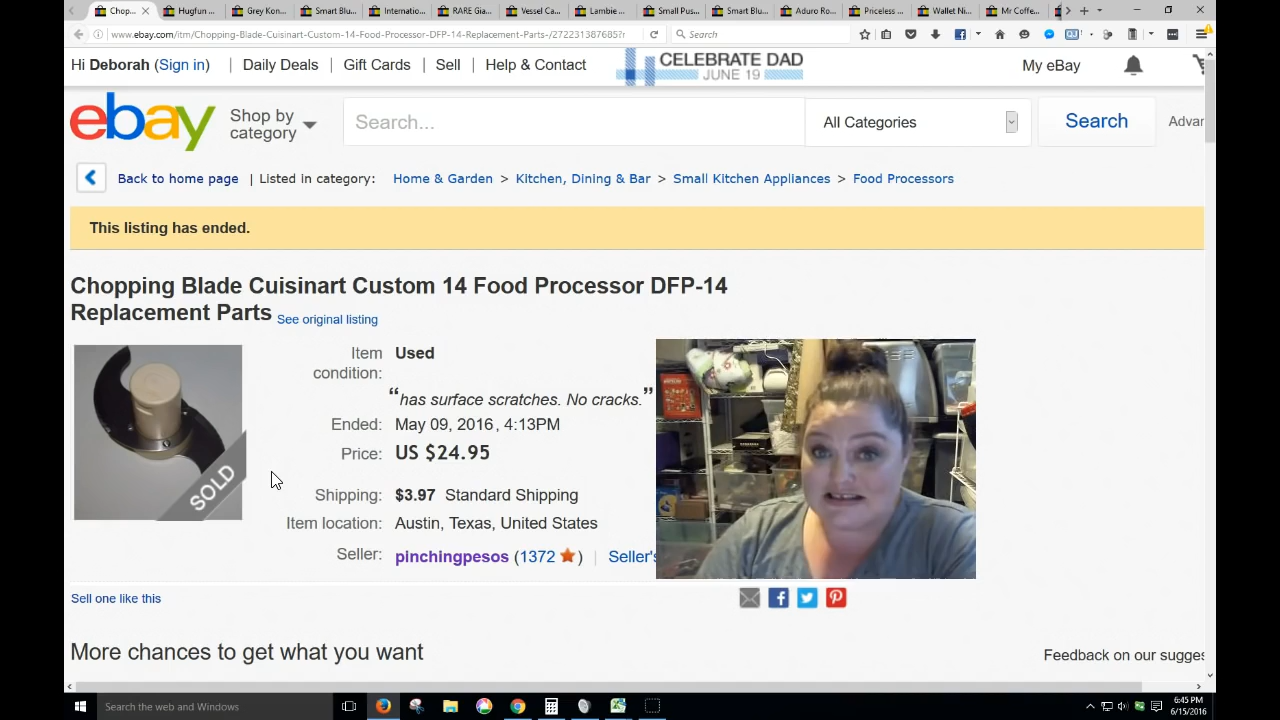 Chop...
Hugfun ...
Grey Kon...
Smart Blu...
Internatio...
RARE Gia...
Vessel Ca...
Lambie ...
Small Pus...
Smart Blu...
Aduro Ro...
Priceless ...
Wallet Ni...
Mr Coffe...
www.ebay.com/itm/Chopping-Blade-Cuisinart-Custom-14-Food-Processor-DFP-14-Replacement-Parts-/272231387685?r
Search
Hi Deborah (Sign in)
Daily Deals
Gift Cards
Sell
Help & Contact
CELEBRATE DAD
JUNE 19
My eBay
ebay
Shop by
category
Search...
All Categories
Search
Advan
Back to home page
| Listed in category:
Home & Garden > Kitchen, Dining & Bar > Small Kitchen Appliances > Food Processors
This listing has ended.
Chopping Blade Cuisinart Custom 14 Food Processor DFP-14
Replacement Parts See original listing
SOLD
Item
condition:
Used
“has surface scratches. No cracks.”
Ended: May 09, 2016 , 4:13PM
Price: US $24.95
Shipping: $3.97 Standard Shipping
Item location: Austin, Texas, United States
Seller: pinchingpesos (1372 ) | Seller's
Sell one like this
More chances to get what you want
Feedback on our sugges
Search the web and Windows
6:45 PM
6/15/2016